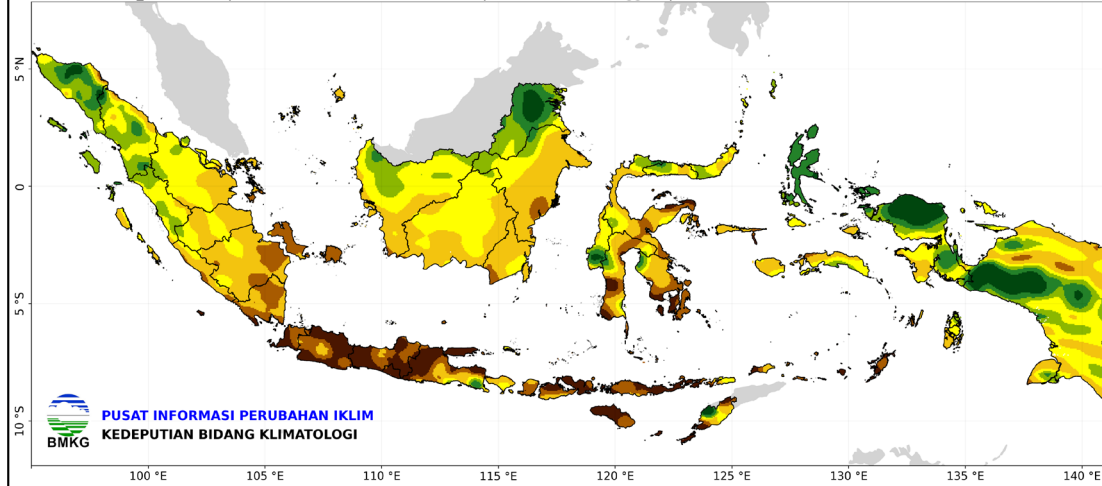 5 °N
0
5 °S
10 °S
BMKG
PUSAT INFORMASI PERUBAHAN IKLIM
KEDEPUTIAN BIDANG KLIMATOLOGI
100 °E
105 °E
110 °E
115 °E
120 °E
125 °E
130 °E
135 °E
140 °E